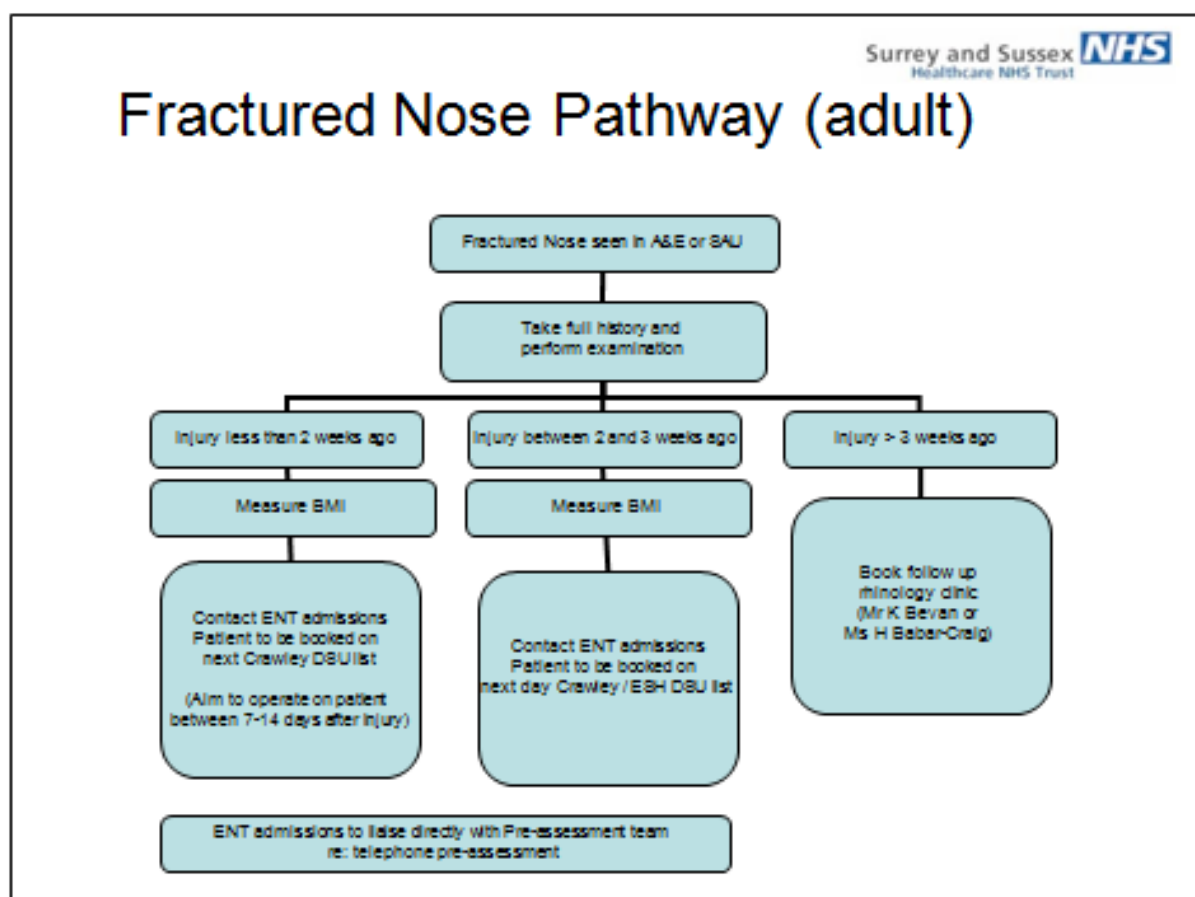 Surrey and Sussex NHS
Healthcare NHS Trust
Fractured Nose Pathway (adult)
Fractured Nose seen in A&E or SAU
Take full history and
perform examination
Injury less than 2 weeks ago
Injury between 2 and 3 weeks ago
Injury > 3 weeks ago
Measure BMI
Measure BMI
Contact ENT admissions
Patient to be booked on
next Crawley DSU list
(Aim to operate on patient
between 7-14 days after injury)
Contact ENT admissions
Patient to be booked on
next day Crawley / ESH DSU list
Book follow up
rhinology clinic
(Mr K Bevan or
Ms H Babar-Craig)
ENT admissions to liaise directly with Pre-assessment team
re: telephone pre-assessment